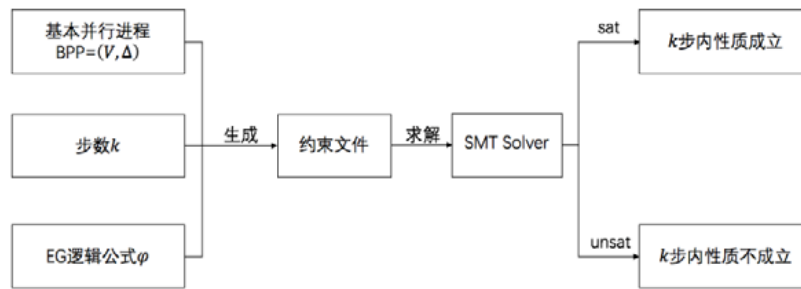 基本并行进程
BPP=(V,Δ)
步数k
EG逻辑公式φ
生成
约束文件
求解
SMT Solver
sat
k步内性质成立
unsat
k步内性质不成立